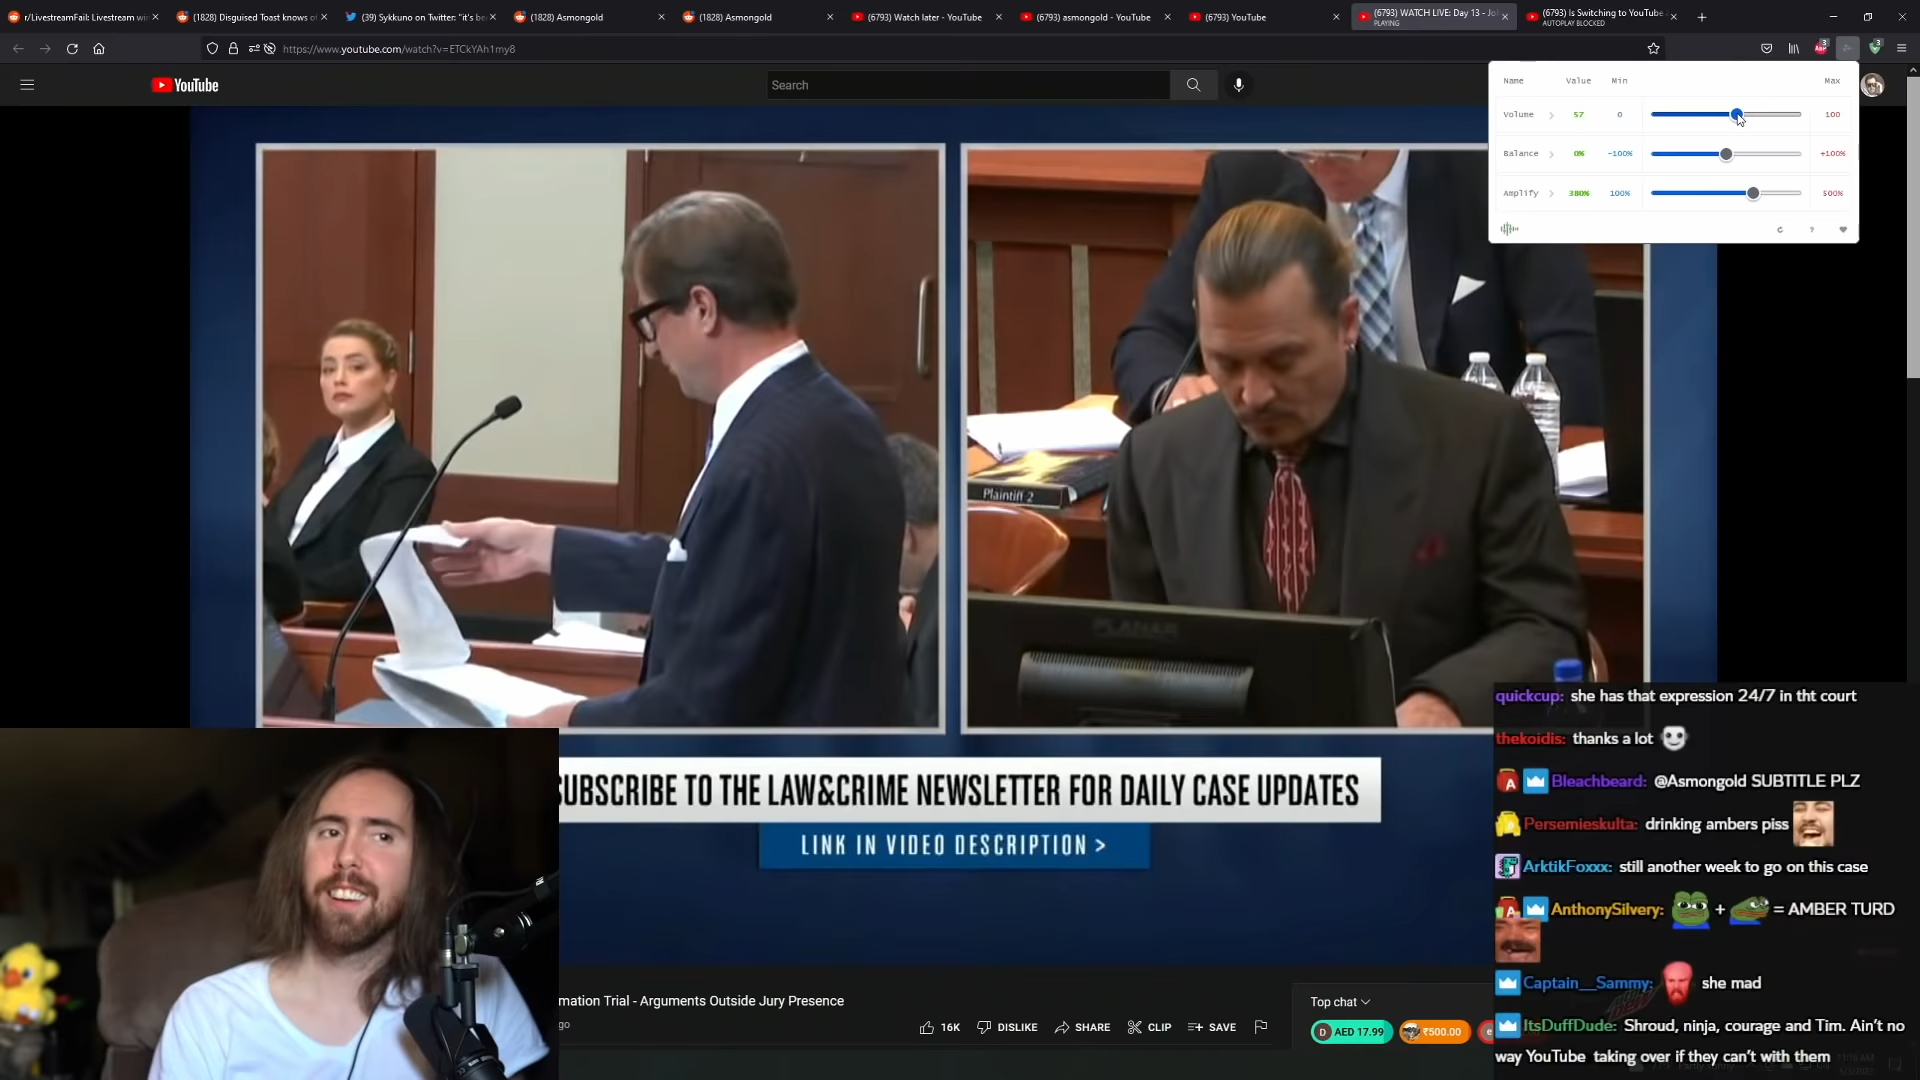 r/LivestreamFail: Livestream wi
(1828) Disguised Toast knows o
(39) Sykkuno on Twitter: "it's be
(1828) Asmongold
(1828) Asmongold
(6793) Watch later - YouTube
(6793) asmongold - YouTube
(6793) YouTube
(6793) WATCH LIVE: Day 13 - Jo
PLAYING
(6793) Is Switching to YouTube
AUTOPLAY BLOCKED
https://www.youtube.com/watch?v=ETCkYAh1my8
YouTube
Search
Name Value Min Max
Volume 57 0 100
Balance 0% -100% +100%
Amplify 380% 100% 500%
Plaintiff 2
PLANAR
SUBSCRIBE TO THE LAW&CRIME NEWSLETTER FOR DAILY CASE UPDATES
LINK IN VIDEO DESCRIPTION >
mation Trial - Arguments Outside Jury Presence
go
16K DISLIKE SHARE CLIP SAVE
Top chat
D AED 17.99 ₹500.00 e
quickcup: she has that expression 24/7 in tht court
thekoidis: thanks a lot
Bleachbeard: @Asmongold SUBTITLE PLZ
Persemieskulta: drinking ambers piss
ArktikFoxxx: still another week to go on this case
AnthonySilvery: + = AMBER TURD
Captain__Sammy: she mad
ItsDuffDude: Shroud, ninja, courage and Tim. Ain't no
way YouTube taking over if they can't with them